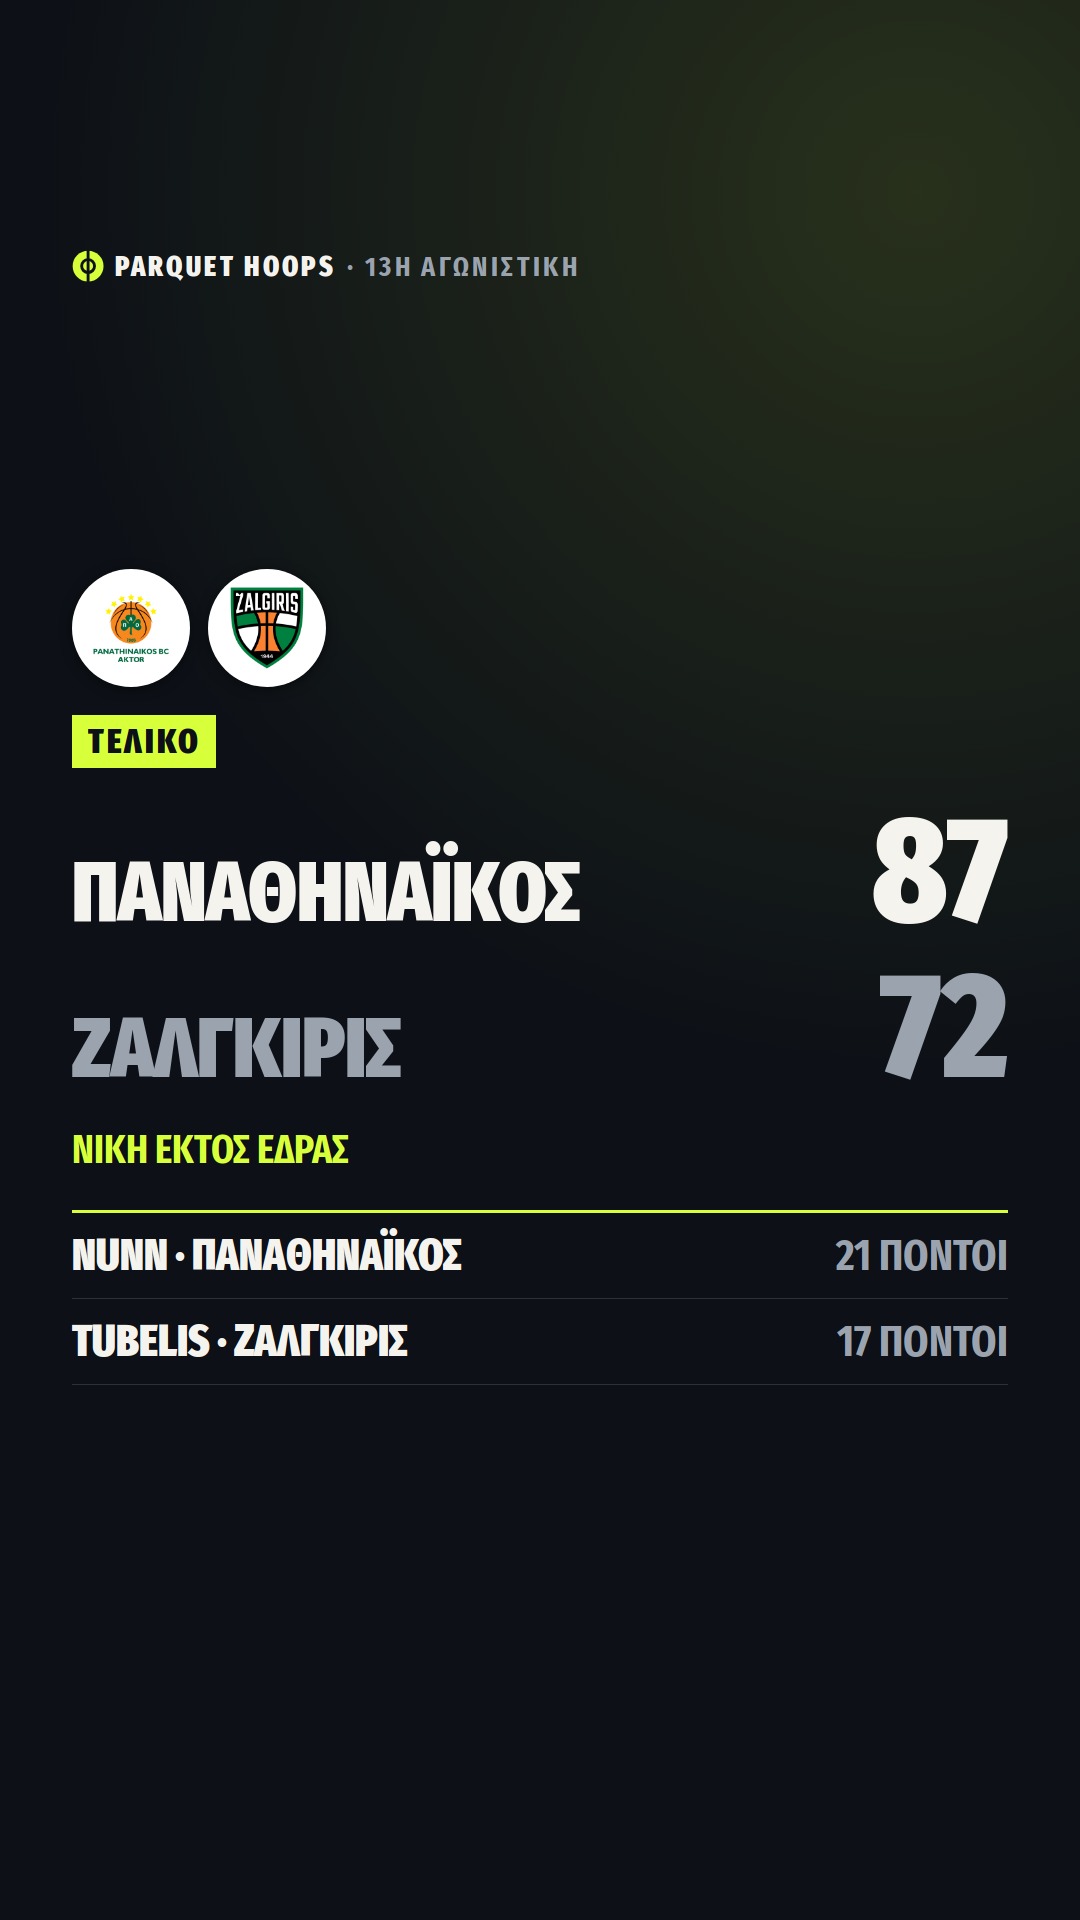 PARQUET HOOPS · 13Η ΑΓΩΝΙΣΤΙΚΗ
PANATHINAIKOS BC
AKTOR
ZALGIRIS
1944
ΤΕΛΙΚΟ
ΠΑΝΑΘΗΝΑΪΚΟΣ 87
ΖΑΛΓΚΙΡΙΣ 72
ΝΙΚΗ ΕΚΤΟΣ ΕΔΡΑΣ
NUNN · ΠΑΝΑΘΗΝΑΪΚΟΣ 21 ΠΟΝΤΟΙ
TUBELIS · ΖΑΛΓΚΙΡΙΣ 17 ΠΟΝΤΟΙ